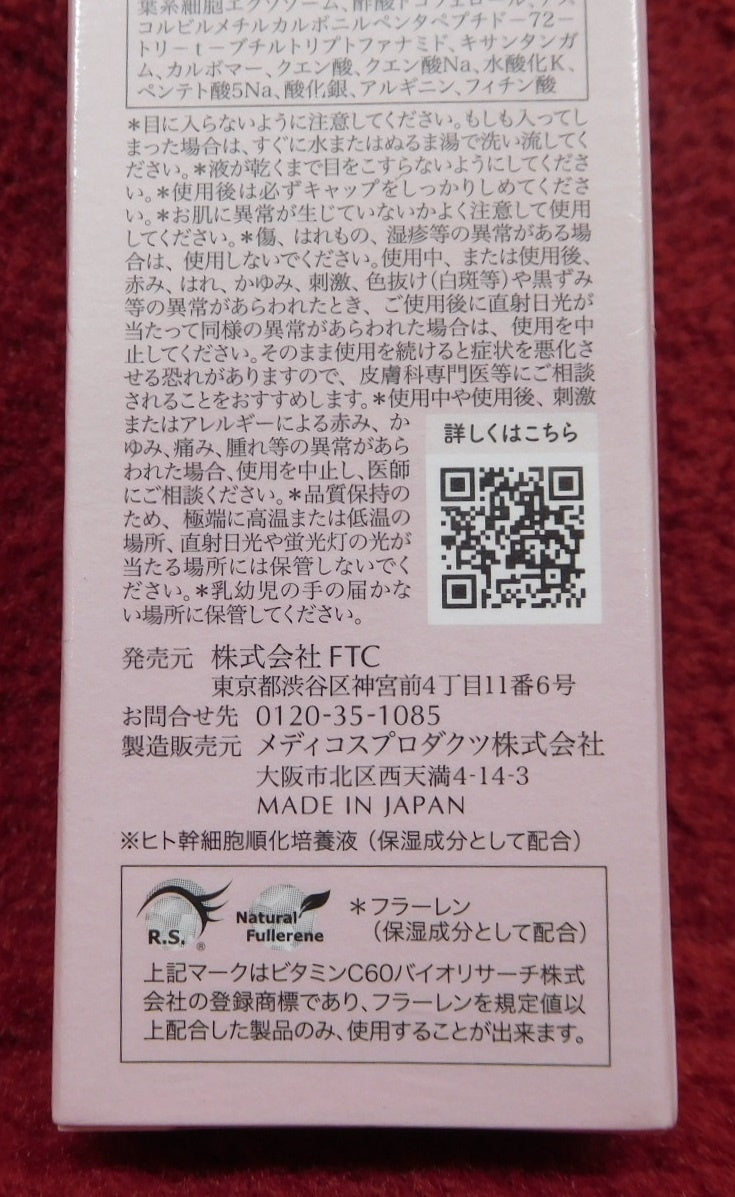 葉系細胞エクソソーム、酢酸トコフェロール、アス
コルビルメチルカルボニルペンタペプチド－72－
トリ－t－ブチルトリプトファナミド、キサンタンガ
ム、カルボマー、クエン酸、クエン酸Na、水酸化K、
ペンテト酸5Na、酸化銀、アルギニン、フィチン酸
＊目に入らないように注意してください。もしも入ってし
まった場合は、すぐに水またはぬるま湯で洗い流してく
ださい。＊液が乾くまで目をこすらないようにしてくださ
い。＊使用後は必ずキャップをしっかりしめてくださ
い。＊お肌に異常が生じていないかよく注意して使用
してください。＊傷、はれもの、湿疹等の異常がある場
合は、使用しないでください。使用中、または使用後、
赤み、はれ、かゆみ、刺激、色抜け（白斑等）や黒ずみ
等の異常があらわれたとき、ご使用後に直射日光が
当たって同様の異常があらわれた場合は、使用を中
止してください。そのまま使用を続けると症状を悪化さ
せる恐れがありますので、皮膚科専門医等にご相談
されることをおすすめします。＊使用中や使用後、刺激
またはアレルギーによる赤み、か
ゆみ、痛み、腫れ等の異常があら
われた場合、使用を中止し、医師
にご相談ください。＊品質保持の
ため、極端に高温または低温の
場所、直射日光や蛍光灯の光が
当たる場所には保管しないでく
ださい。＊乳幼児の手の届かな
い場所に保管してください。
詳しくはこちら
発売元 株式会社FTC
東京都渋谷区神宮前4丁目11番6号
お問合せ先 0120-35-1085
製造販売元 メディコスプロダクツ株式会社
大阪市北区西天満4-14-3
MADE IN JAPAN
※ヒト幹細胞順化培養液（保湿成分として配合）
R.S.®
Natural
Fullerene
＊フラーレン
（保湿成分として配合）
上記マークはビタミンC60バイオリサーチ株式
会社の登録商標であり、フラーレンを規定値以
上配合した製品のみ、使用することが出来ます。